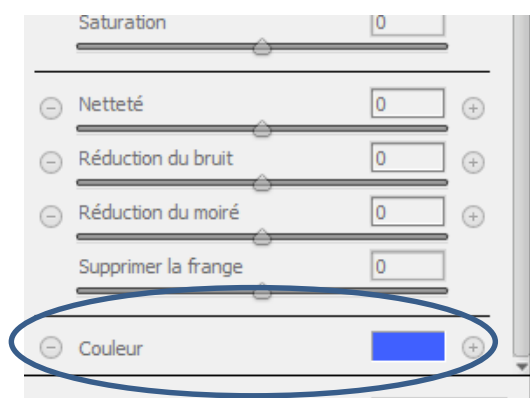 Saturation 0
Netteté 0
Réduction du bruit 0
Réduction du moiré 0
Supprimer la frange 0
Couleur